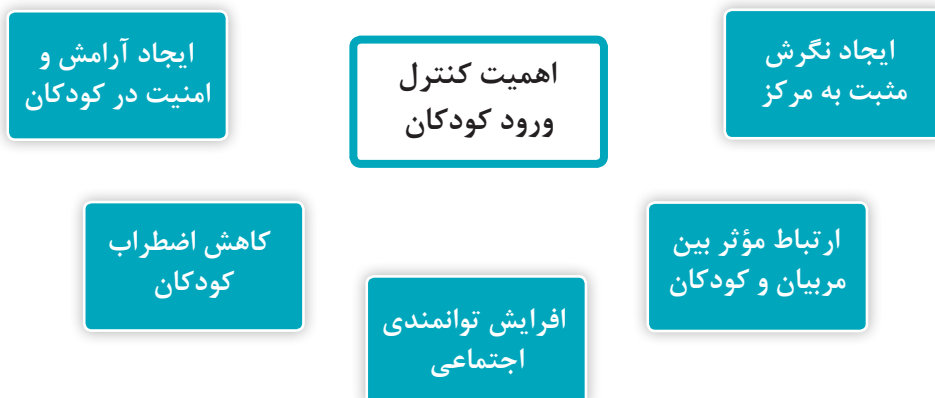 اهمیت کنترل
ورود کودکان
ایجاد نگرش
مثبت به مرکز
ارتباط مؤثر بین
مربیان و کودکان
افرایش توانمندی
اجتماعی
کاهش اضطراب
کودکان
ایجاد آرامش و
امنیت در کودکان